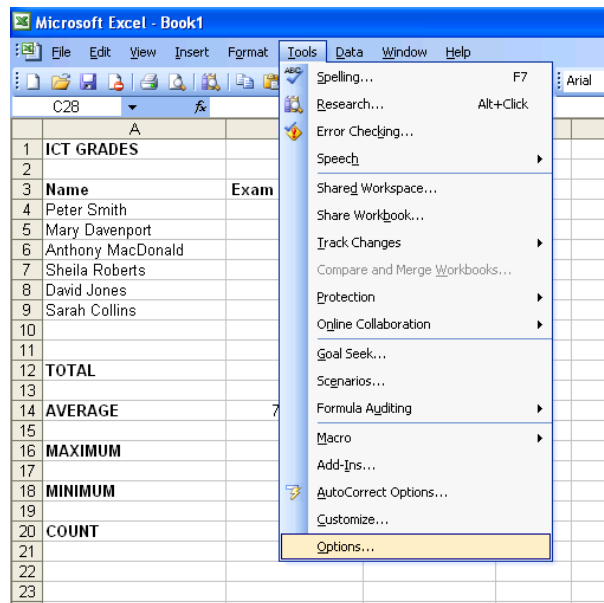 Microsoft Excel - Book1
File Edit View Insert Format Tools Data Window Help
Arial
C28 fx
A
1 ICT GRADES
2
3 Name Exam
4 Peter Smith
5 Mary Davenport
6 Anthony MacDonald
7 Sheila Roberts
8 David Jones
9 Sarah Collins
10
11
12 TOTAL
13
14 AVERAGE 7
15
16 MAXIMUM
17
18 MINIMUM
19
20 COUNT
21
22
23
ABC
Spelling... F7
Research... Alt+Click
Error Checking...
Speech
Shared Workspace...
Share Workbook...
Track Changes
Compare and Merge Workbooks...
Protection
Online Collaboration
Goal Seek...
Scenarios...
Formula Auditing
Macro
Add-Ins...
AutoCorrect Options...
Customize...
Options...